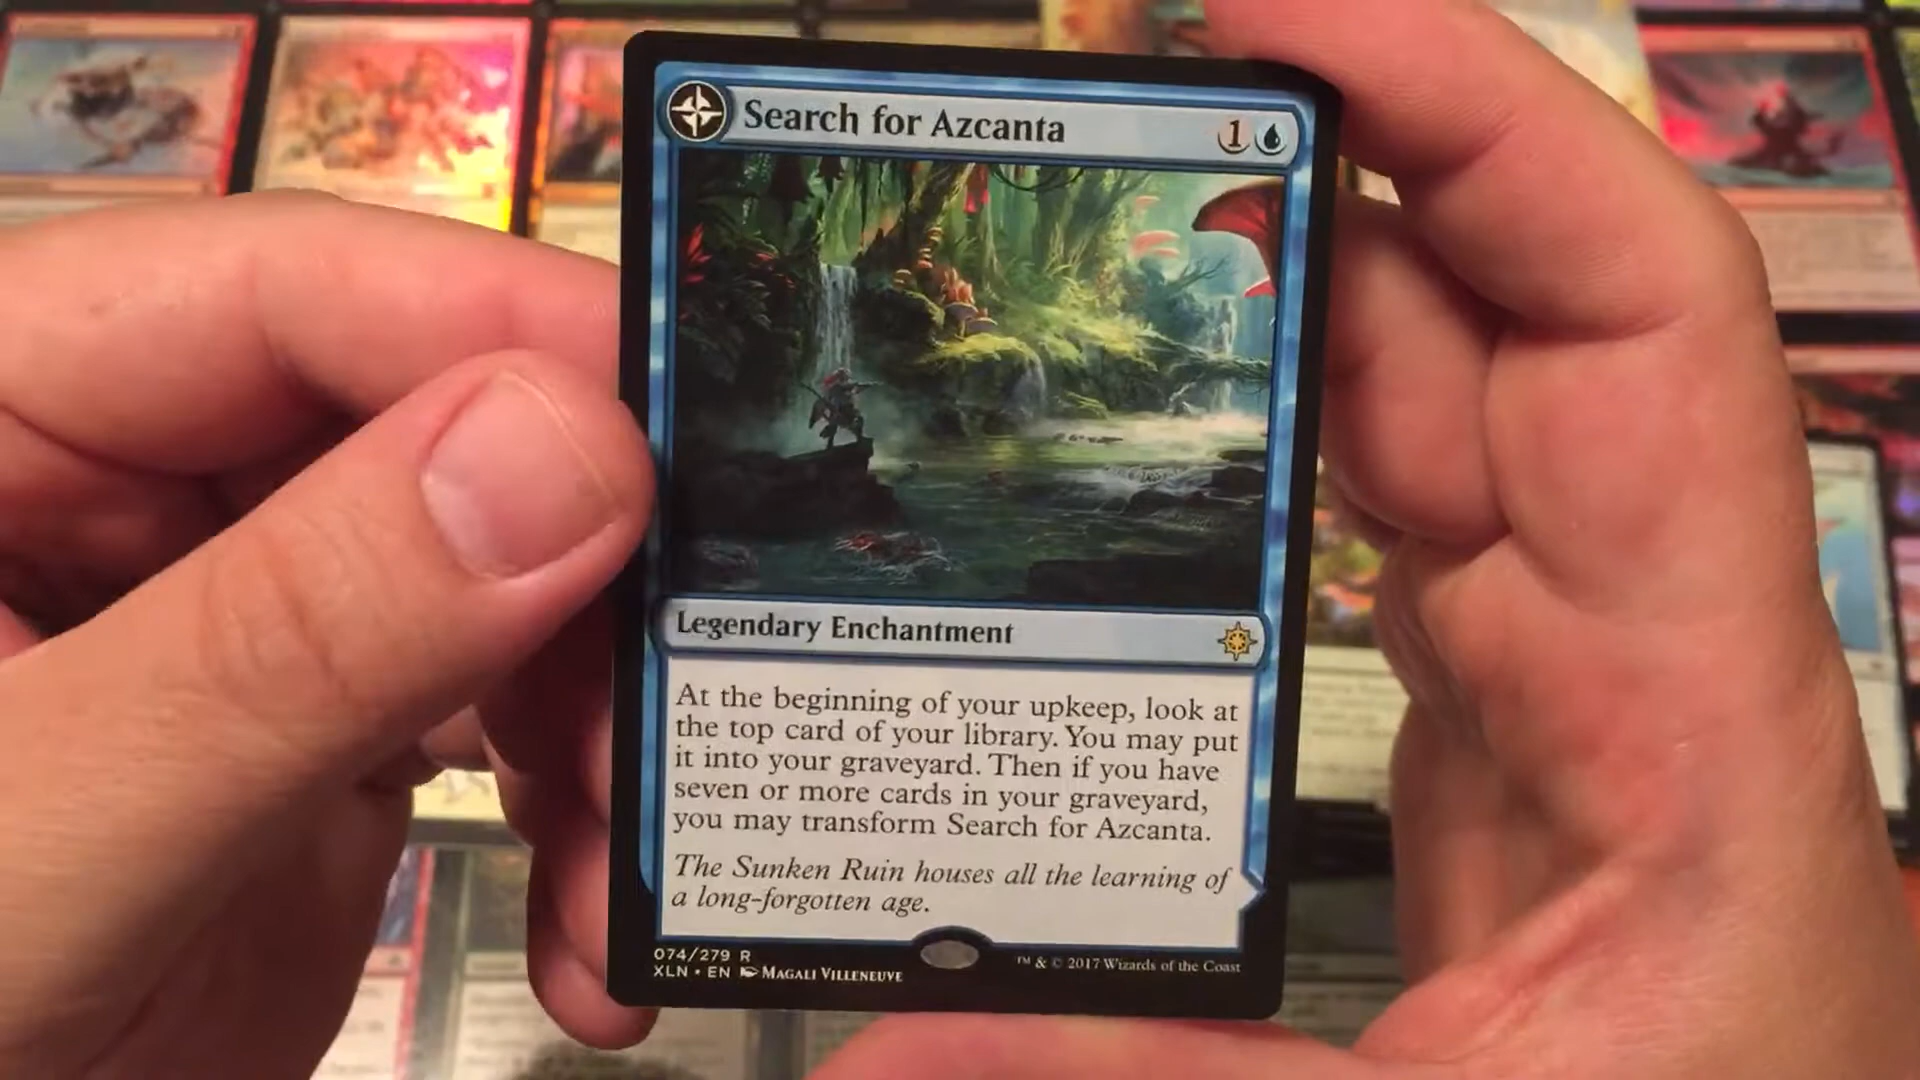 Search for Azcanta 1
Legendary Enchantment
At the beginning of your upkeep, look at
the top card of your library. You may put
it into your graveyard. Then if you have
seven or more cards in your graveyard,
you may transform Search for Azcanta.
The Sunken Ruin houses all the learning of
a long-forgotten age.
074/279 R
XLN • EN MAGALI VILLENEUVE
™ & © 2017 Wizards of the Coast